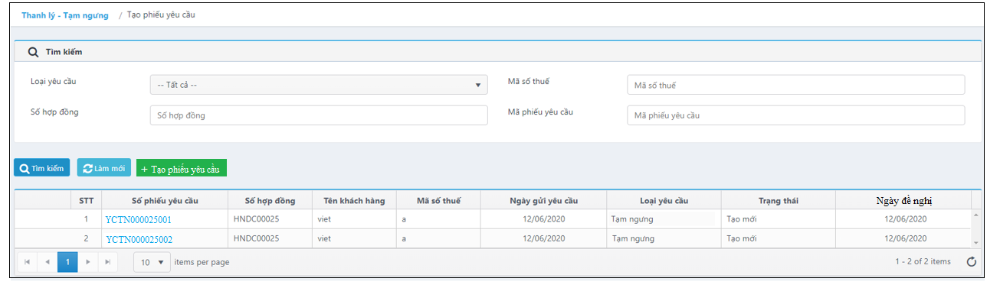 Thanh lý - Tạm ngưng / Tạo phiếu yêu cầu
Tìm kiếm
Loại yêu cầu -- Tất cả -- Mã số thuế Mã số thuế
Số hợp đồng Số hợp đồng Mã phiếu yêu cầu Mã phiếu yêu cầu
Tìm kiếm Làm mới + Tạo phiếu yêu cầu
STT Số phiếu yêu cầu Số hợp đồng Tên khách hàng Mã số thuế Ngày gửi yêu cầu Loại yêu cầu Trạng thái Ngày đề nghị
1 YCTN000025001 HNDC00025 viet a 12/06/2020 Tạm ngưng Tạo mới 12/06/2020
2 YCTN000025002 HNDC00025 viet a 12/06/2020 Tạm ngưng Tạo mới 12/06/2020
1 10 items per page 1 - 2 of 2 items